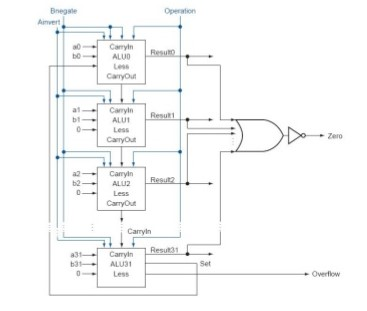 Bnegate
Operation
Ainvert
a0
b0
CarryIn
ALU0
Less
CarryOut
Result0
a1
b1
0
CarryIn
ALU1
Less
CarryOut
Result1
Zero
a2
b2
0
CarryIn
ALU2
Less
CarryOut
Result2
CarryIn
a31
b31
0
CarryIn
ALU31
Less
Result31
Set
Overflow